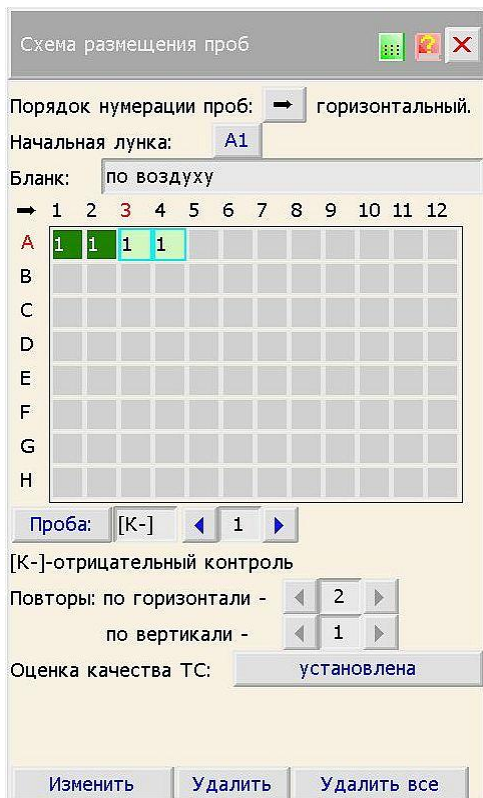 Схема размещения проб
Порядок нумерации проб: ➡ горизонтальный.
Начальная лунка: A1
Бланк: по воздуху
➡ 1 2 3 4 5 6 7 8 9 10 11 12
A 1 1 1 1
B
C
D
E
F
G
H
Проба: [К-] 1
[К-]-отрицательный контроль
Повторы: по горизонтали - 2
по вертикали - 1
Оценка качества ТС: установлена
Изменить Удалить Удалить все